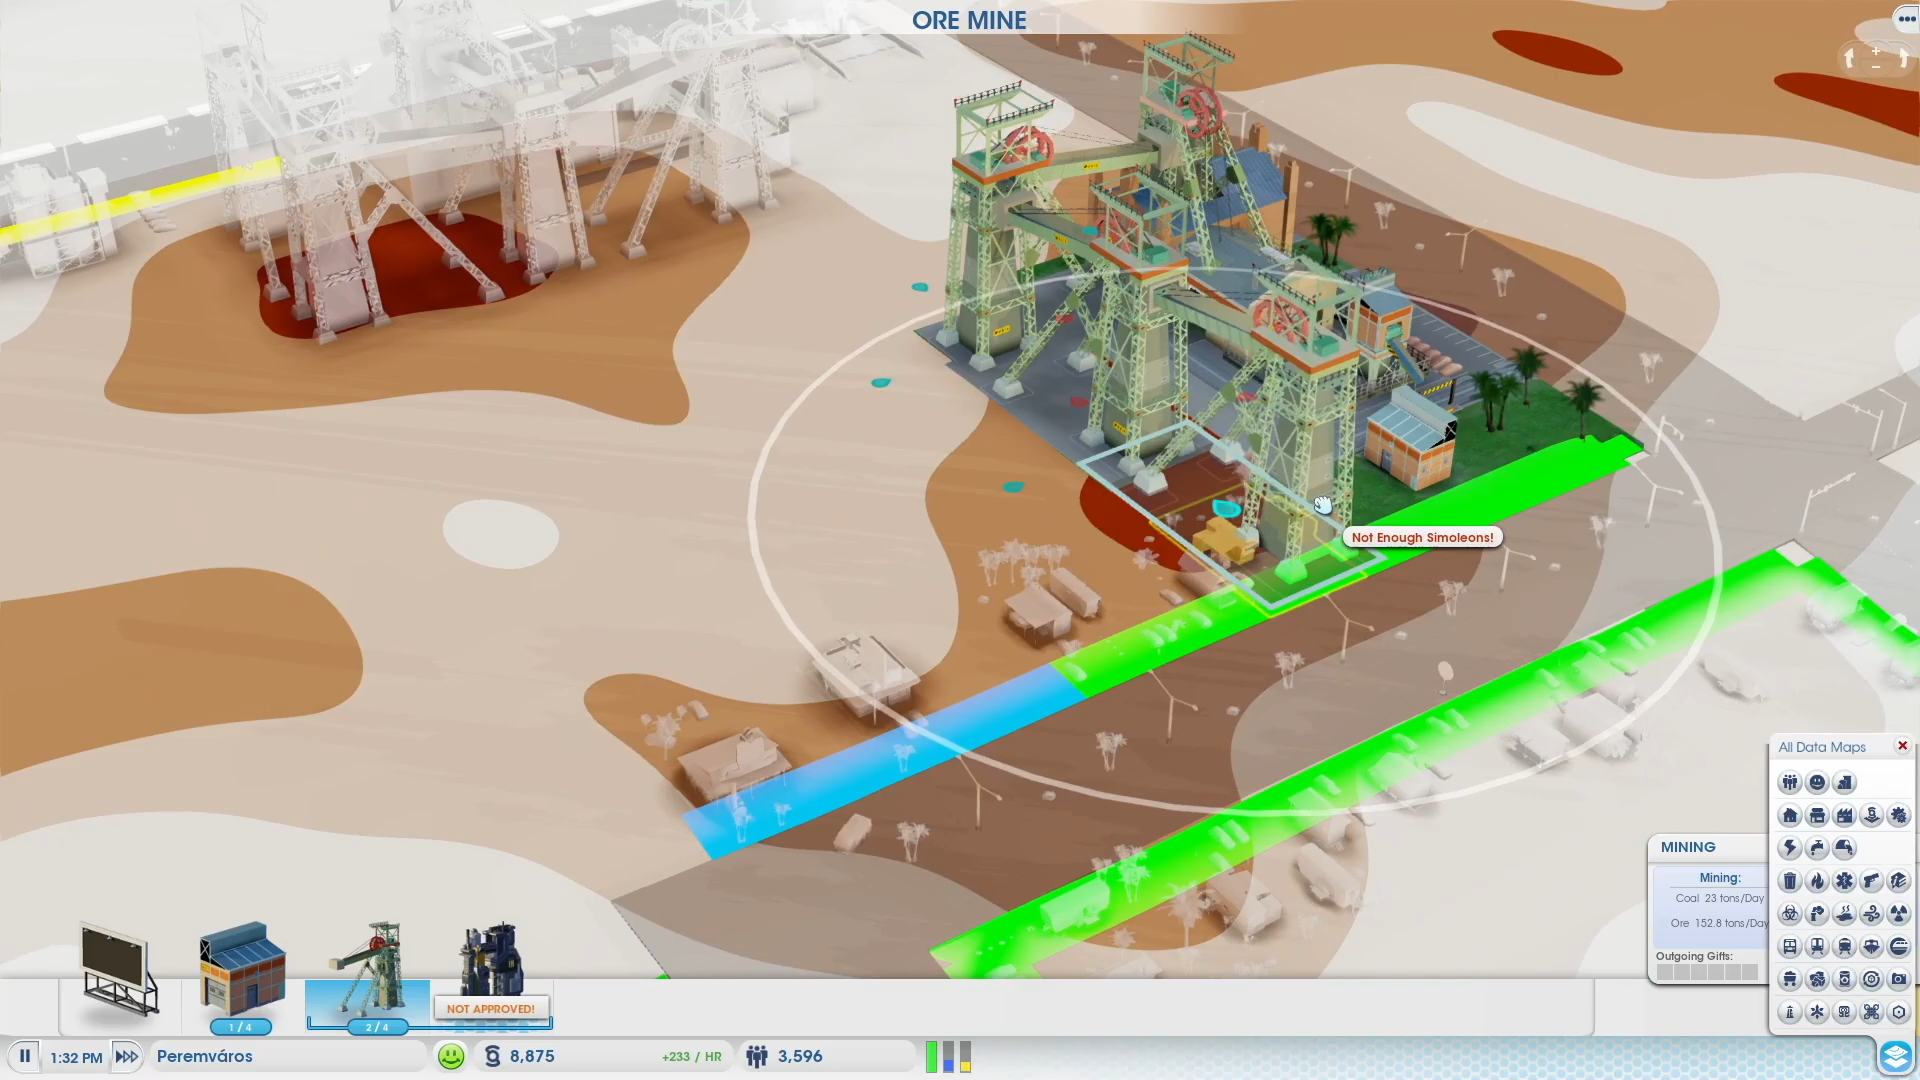 ORE MINE
Not Enough Simoleons!
All Data Maps
MINING
Mining:
Coal 23 tons/Day
Ore 152.8 tons/Day
Outgoing Gifts:
NOT APPROVED!
1 / 4
2 / 4
1:32 PM
Peremváros
8,875
+233 / HR
3,596